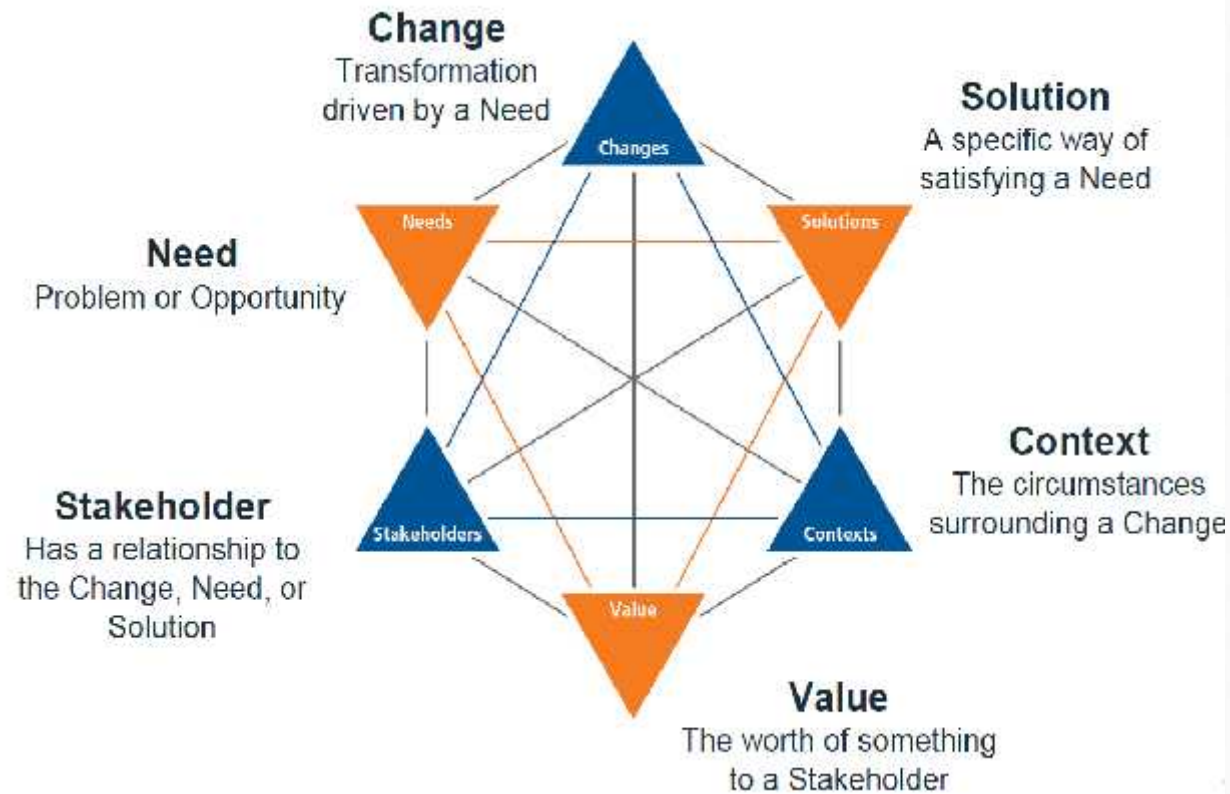 Change
Transformation
driven by a Need
Changes
Solution
A specific way of
satisfying a Need
Needs
Solutions
Need
Problem or Opportunity
Context
The circumstances
surrounding a Change
Stakeholder
Has a relationship to
the Change, Need, or
Solution
Stakeholders
Contexts
Value
Value
The worth of something
to a Stakeholder